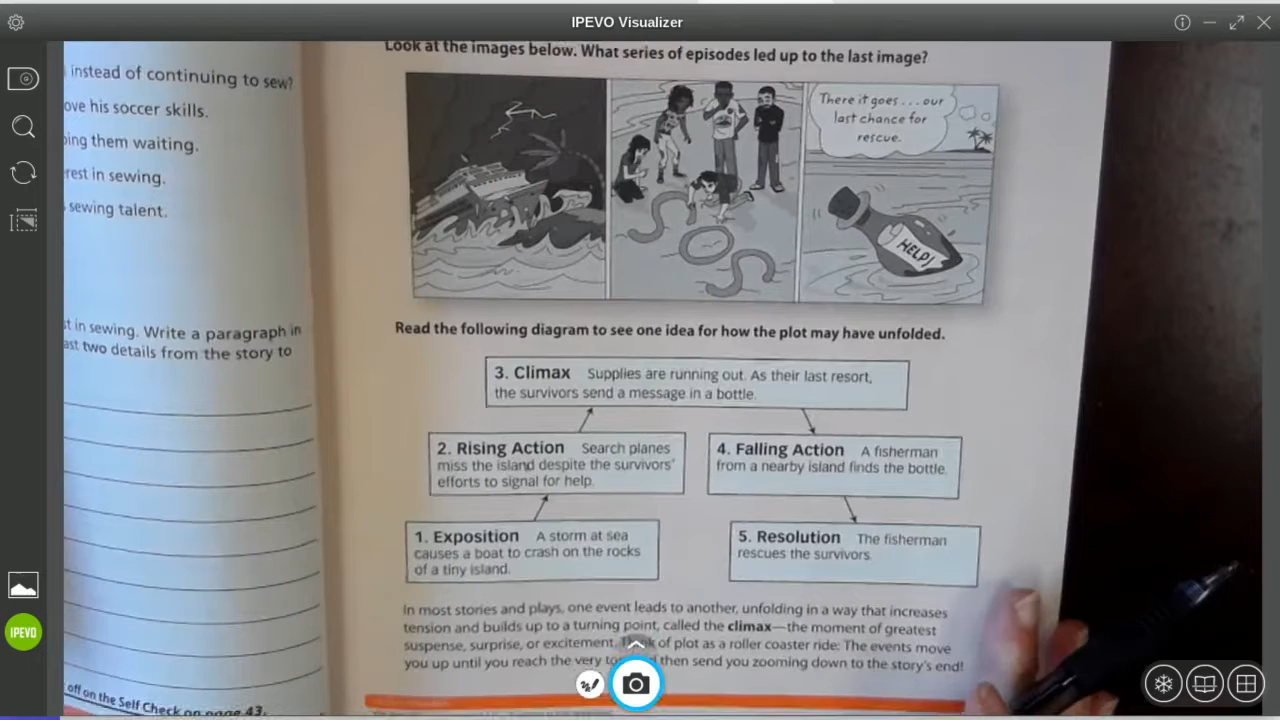 IPEVO Visualizer
instead of continuing to sew?
ove his soccer skills.
ing them waiting.
rest in sewing.
sewing talent.
st in sewing. Write a paragraph in
ast two details from the story to
off on the Self Check on page 43.
Look at the images below. What series of episodes led up to the last image?
There it goes . . . our
last chance for
rescue.
SOS
HELP!
Read the following diagram to see one idea for how the plot may have unfolded.
3. Climax Supplies are running out. As their last resort,
the survivors send a message in a bottle.
2. Rising Action Search planes
miss the island despite the survivors'
efforts to signal for help.
4. Falling Action A fisherman
from a nearby island finds the bottle.
1. Exposition A storm at sea
causes a boat to crash on the rocks
of a tiny island.
5. Resolution The fisherman
rescues the survivors.
In most stories and plays, one event leads to another, unfolding in a way that increases
tension and builds up to a turning point, called the climax—the moment of greatest
suspense, surprise, or excitement. of plot as a roller coaster ride: The events move
you up until you reach the very then send you zooming down to the story's end!
IPEVO